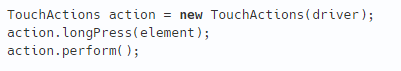 TouchActions action = new TouchActions(driver);
action.longPress(element);
action.perform();